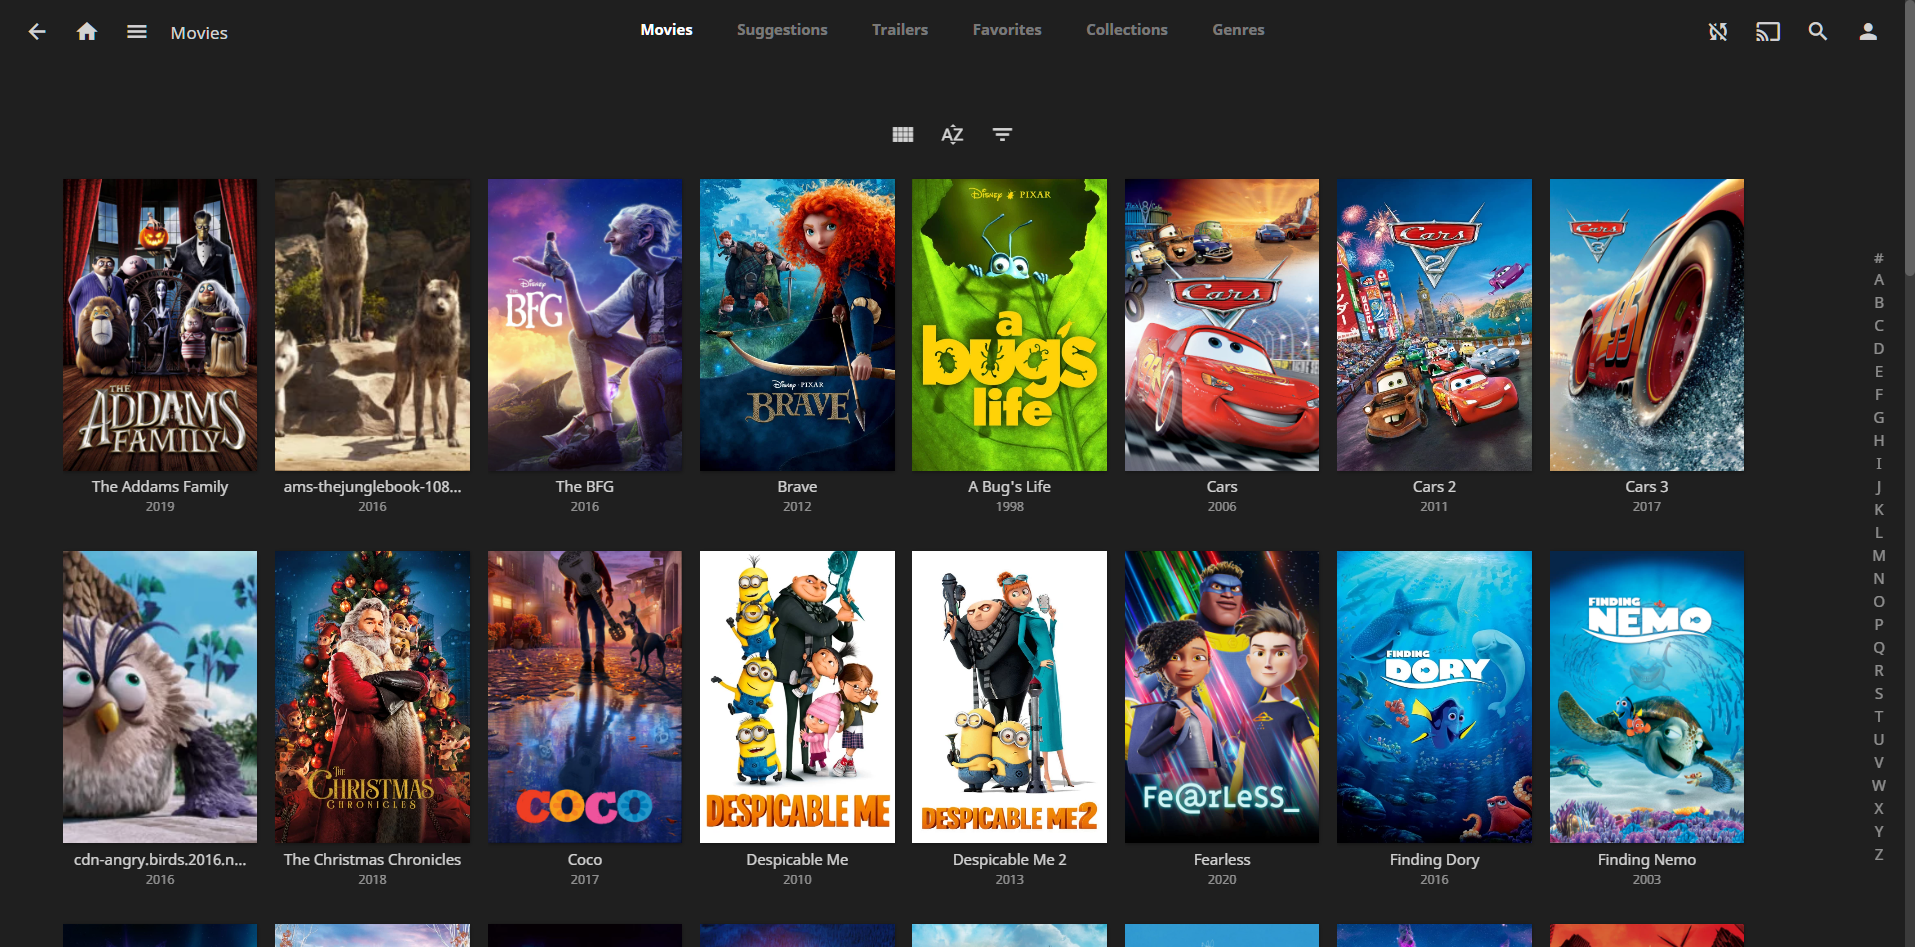 Movies
Movies Suggestions Trailers Favorites Collections Genres
AZ
THE ADDAMS FAMILY
Disney
THE BFG
Disney · PIXAR
BRAVE
Disney PIXAR
a bug's life
Cars
Cars 2
Cars 3
The Addams Family
2019
ams-thejunglebook-108...
2016
The BFG
2016
Brave
2012
A Bug's Life
1998
Cars
2006
Cars 2
2011
Cars 3
2017
THE CHRISTMAS CHRONICLES
COCO
DESPICABLE ME
DESPICABLE ME 2
Fe@rLeSS_
FINDING DORY
FINDING NEMO
cdn-angry.birds.2016.n...
2016
The Christmas Chronicles
2018
Coco
2017
Despicable Me
2010
Despicable Me 2
2013
Fearless
2020
Finding Dory
2016
Finding Nemo
2003
#
A
B
C
D
E
F
G
H
I
J
K
L
M
N
O
P
Q
R
S
T
U
V
W
X
Y
Z